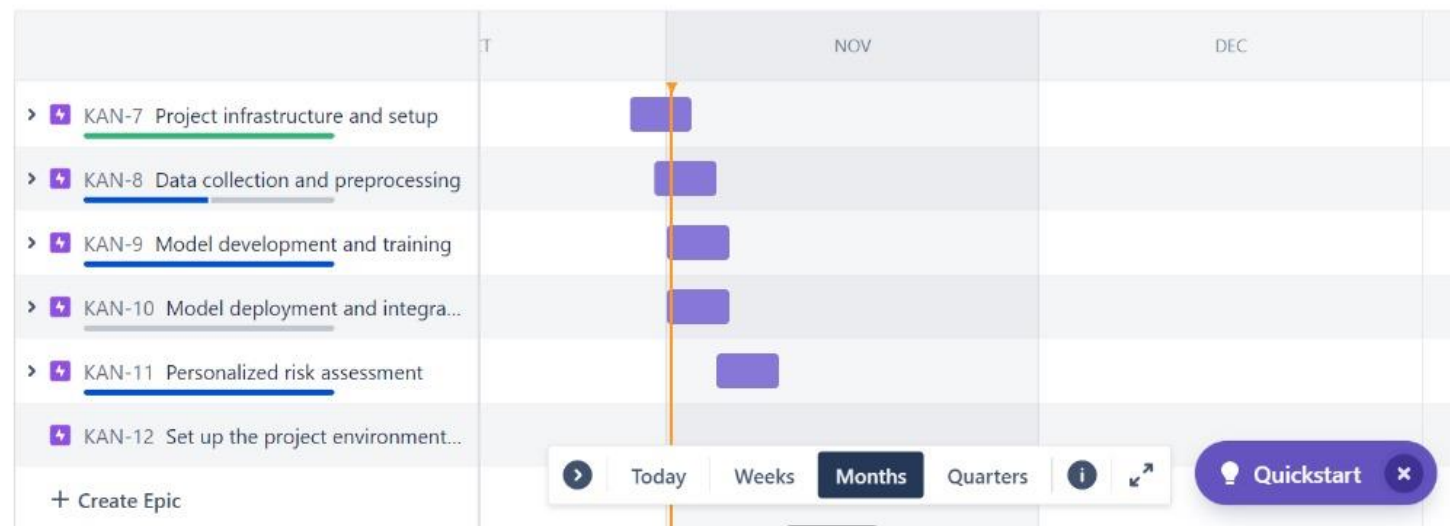 T NOV DEC
KAN-7 Project infrastructure and setup
KAN-8 Data collection and preprocessing
KAN-9 Model development and training
KAN-10 Model deployment and integra...
KAN-11 Personalized risk assessment
KAN-12 Set up the project environment...
Today Weeks Months Quarters Quickstart
+ Create Epic